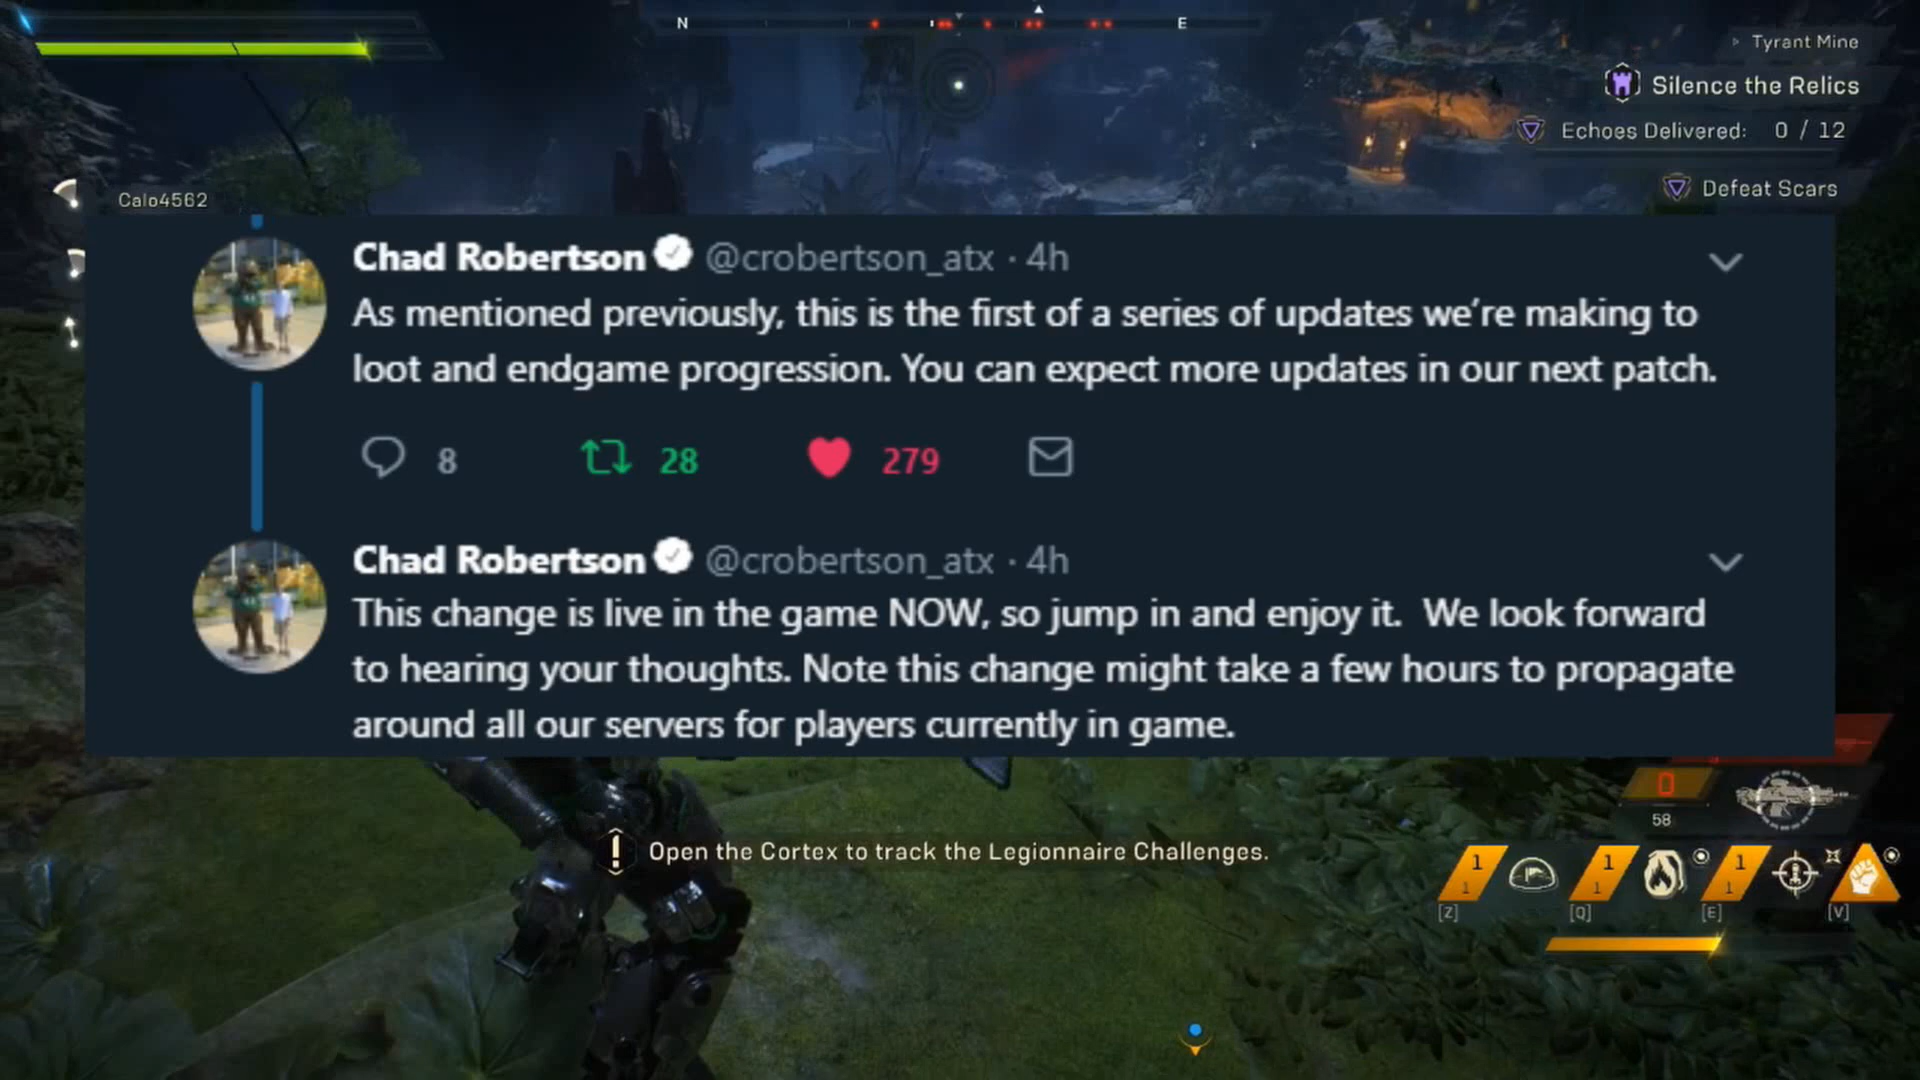 N
E
Tyrant Mine
Silence the Relics
Echoes Delivered: 0 / 12
Defeat Scars
Calo4562
Chad Robertson @crobertson_atx · 4h
As mentioned previously, this is the first of a series of updates we’re making to
loot and endgame progression. You can expect more updates in our next patch.
8 28 279
Chad Robertson @crobertson_atx · 4h
This change is live in the game NOW, so jump in and enjoy it. We look forward
to hearing your thoughts. Note this change might take a few hours to propagate
around all our servers for players currently in game.
0
58
Open the Cortex to track the Legionnaire Challenges.
1 1 1
1 1 1
[Z] [Q] [E] [V]